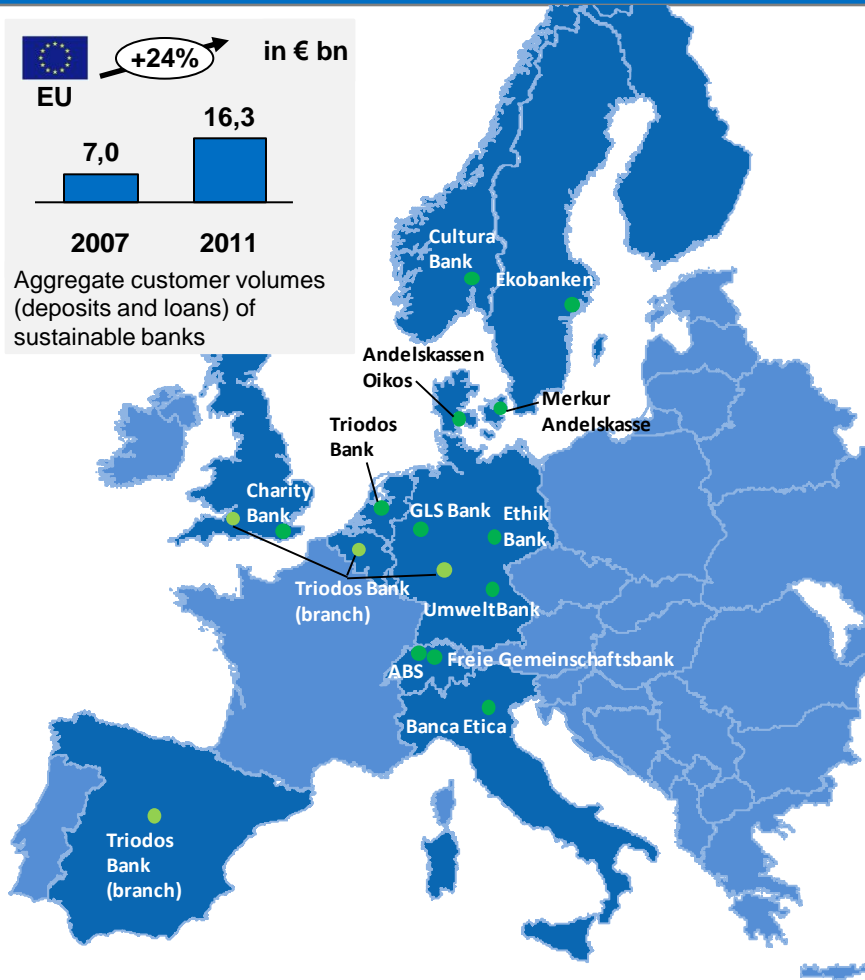 +24%
in € bn
EU
7,0
16,3
2007
2011
Aggregate customer volumes
(deposits and loans) of
sustainable banks
Cultura
Bank
Ekobanken
Andelskassen
Oikos
Merkur
Andelskasse
Triodos
Bank
Charity
Bank
GLS Bank
Ethik
Bank
Triodos Bank
(branch)
UmweltBank
ABS
Freie Gemeinschaftsbank
Banca Etica
Triodos
Bank
(branch)